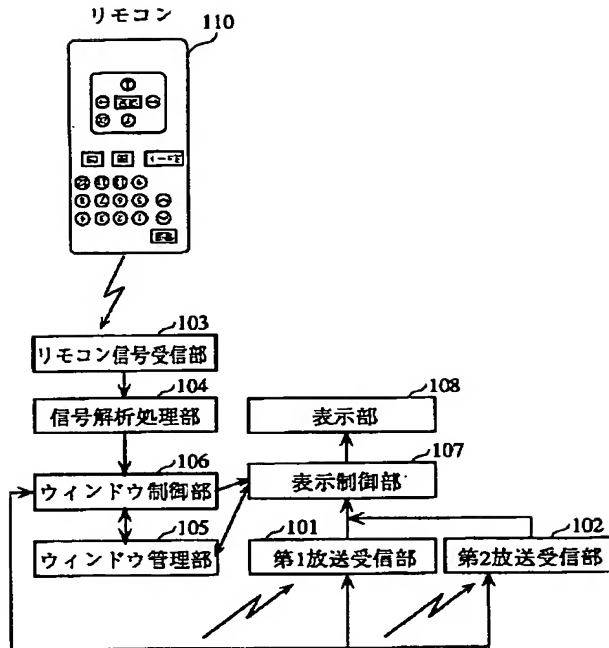 リモコン
110
103
リモコン信号受信部
104
信号解析処理部
108
表示部
106
ウインドウ制御部
107
表示制御部
105
ウインドウ管理部
101
第1放送受信部
102
第2放送受信部